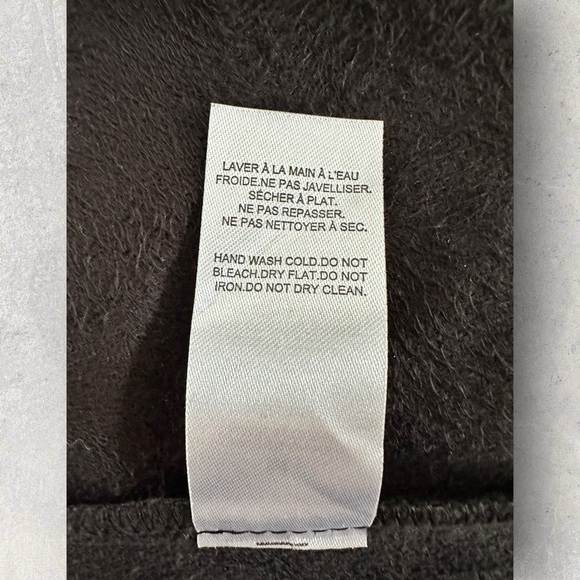 LAVER À LA MAIN À L'EAU
FROIDE.NE PAS JAVELLISER.
SÉCHER À PLAT.
NE PAS REPASSER.
NE PAS NETTOYER À SEC.
HAND WASH COLD.DO NOT
BLEACH.DRY FLAT.DO NOT
IRON.DO NOT DRY CLEAN.